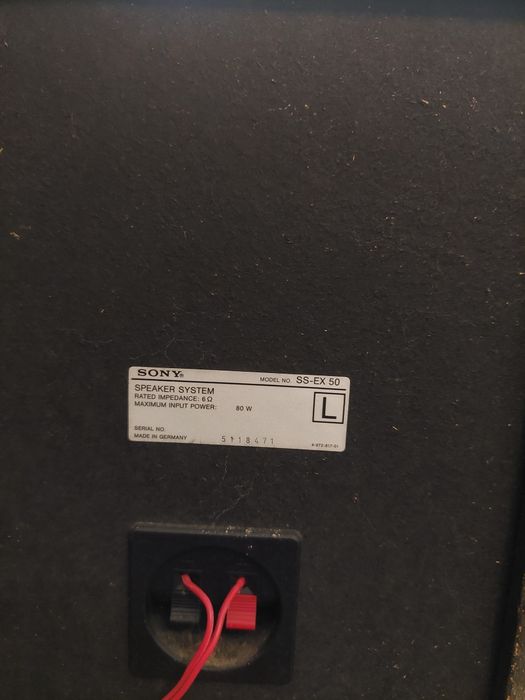 SONY®
MODEL NO. SS-EX 50
SPEAKER SYSTEM
RATED IMPEDANCE: 6 Ω
MAXIMUM INPUT POWER: 80 W
L
SERIAL NO.
MADE IN GERMANY 5118471